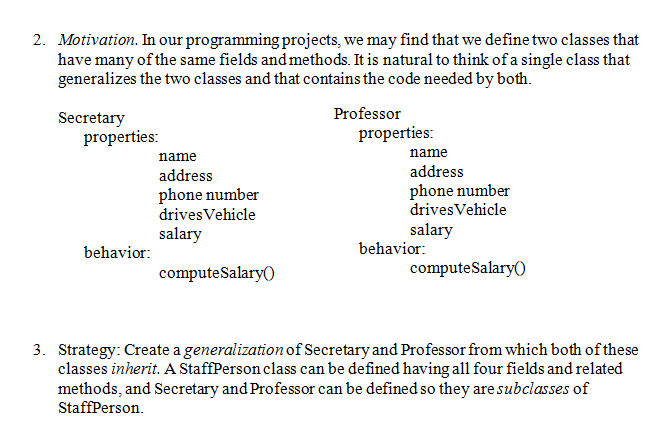 2. Motivation. In our programming projects, we may find that we define two classes that
have many of the same fields and methods. It is natural to think of a single class that
generalizes the two classes and that contains the code needed by both.
Secretary
properties:
name
address
phone number
drivesVehicle
salary
behavior:
computeSalary()
Professor
properties:
name
address
phone number
drivesVehicle
salary
behavior:
computeSalary()
3. Strategy: Create a generalization of Secretary and Professor from which both of these
classes inherit. A StaffPerson class can be defined having all four fields and related
methods, and Secretary and Professor can be defined so they are subclasses of
StaffPerson.